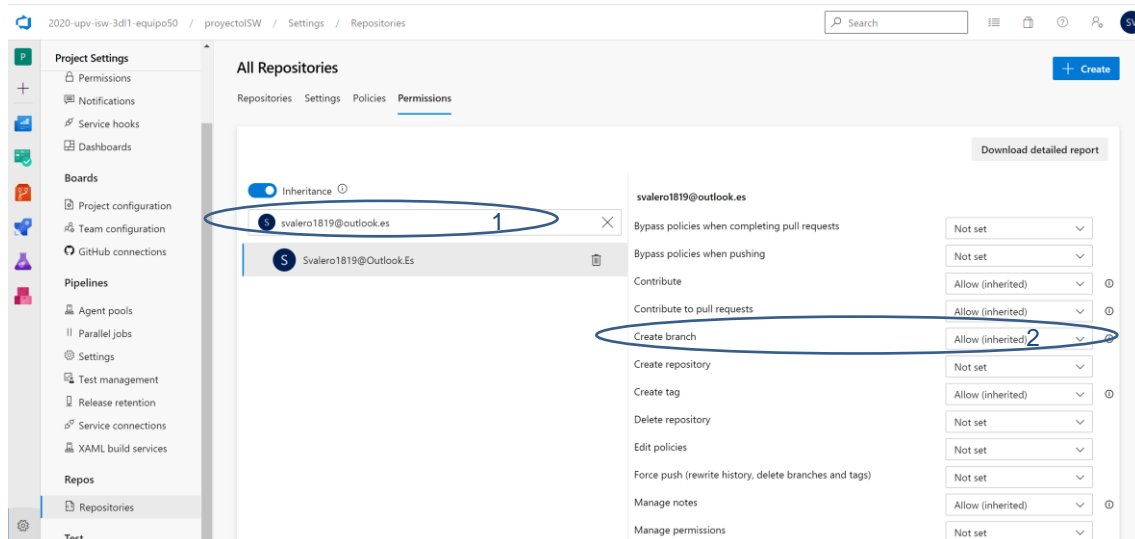 2020-upv-isw-3dl1-equipo50 / proyectoISW / Settings / Repositories
Search
SV
P
Project Settings
Permissions
Notifications
Service hooks
Dashboards
Boards
Project configuration
Team configuration
GitHub connections
Pipelines
Agent pools
Parallel jobs
Settings
Test management
Release retention
Service connections
XAML build services
Repos
Repositories
Test
All Repositories
+ Create
Repositories Settings Policies Permissions
Download detailed report
Inheritance
S svalero1819@outlook.es 1
S Svalero1819@Outlook.Es
svalero1819@outlook.es
Bypass policies when completing pull requests Not set
Bypass policies when pushing Not set
Contribute Allow (inherited)
Contribute to pull requests Allow (inherited)
Create branch Allow (inherited) 2
Create repository Not set
Create tag Allow (inherited)
Delete repository Not set
Edit policies Not set
Force push (rewrite history, delete branches and tags) Not set
Manage notes Allow (inherited)
Manage permissions Not set